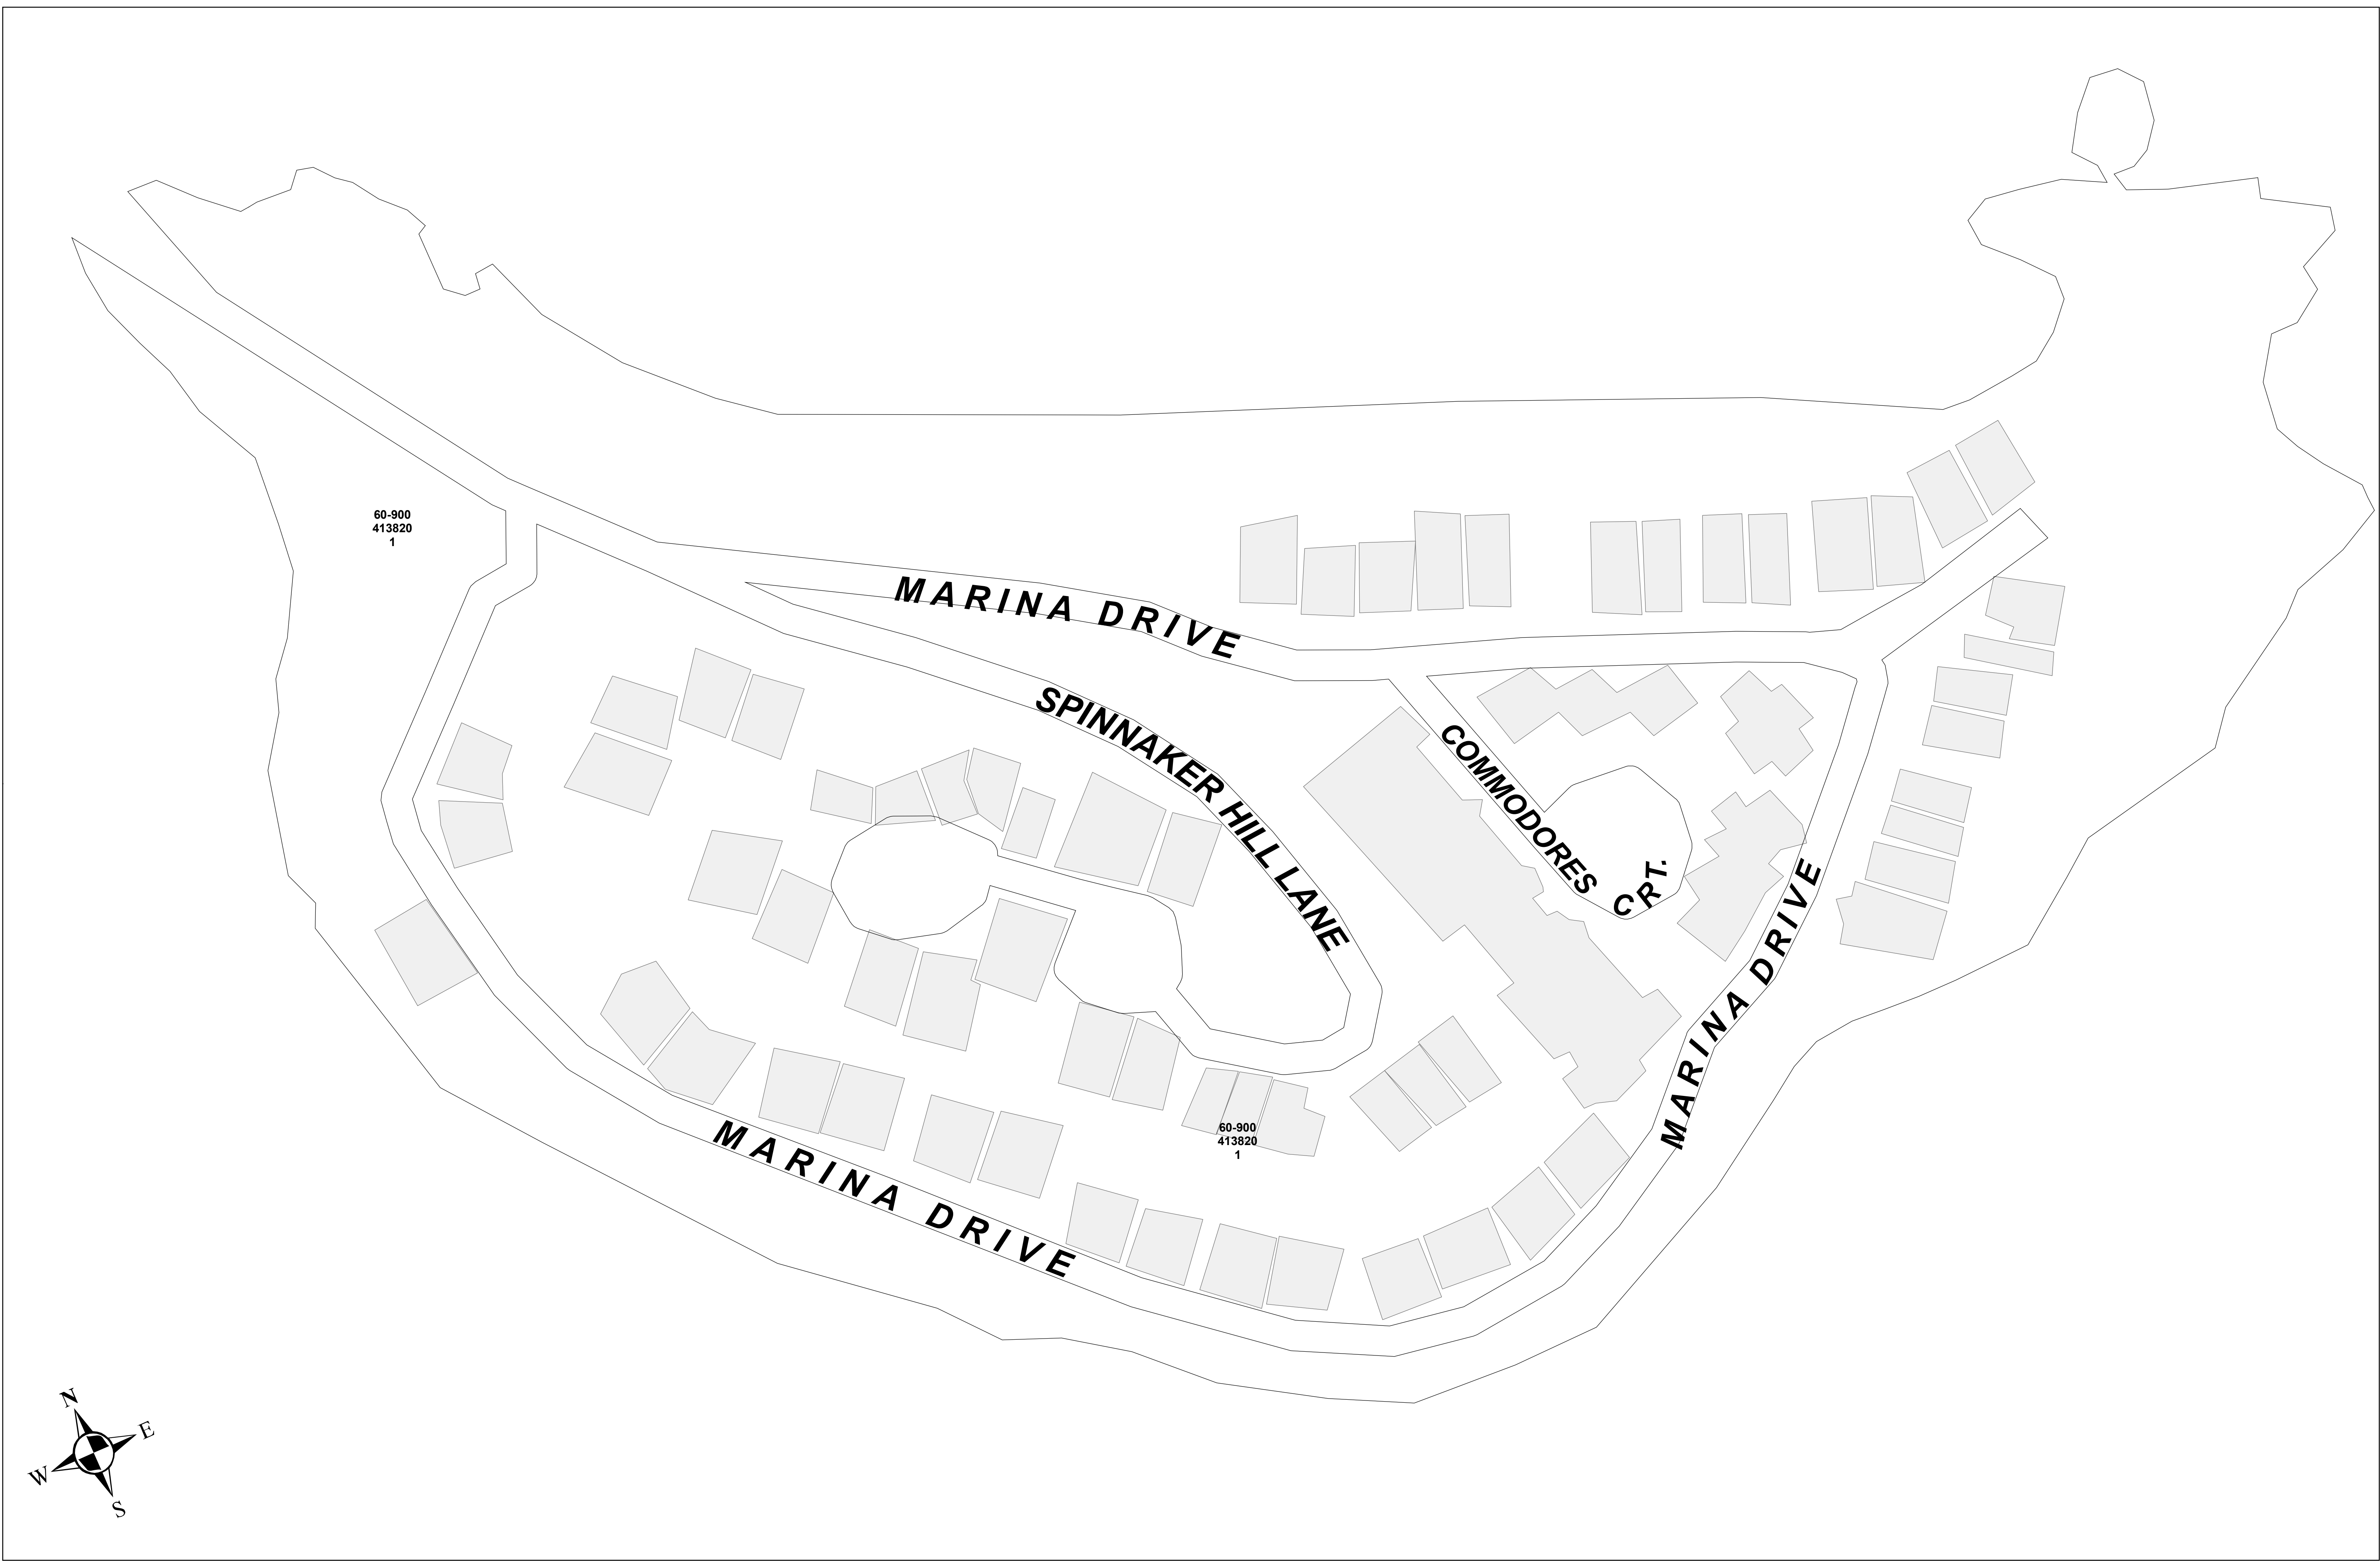 60-900
413820
1
MARINA DRIVE
SPINNAKER HILL LANE
COMMODORES CRT.
MARINA DRIVE
MARINA DRIVE
60-900
413820
1
N
E
W
S